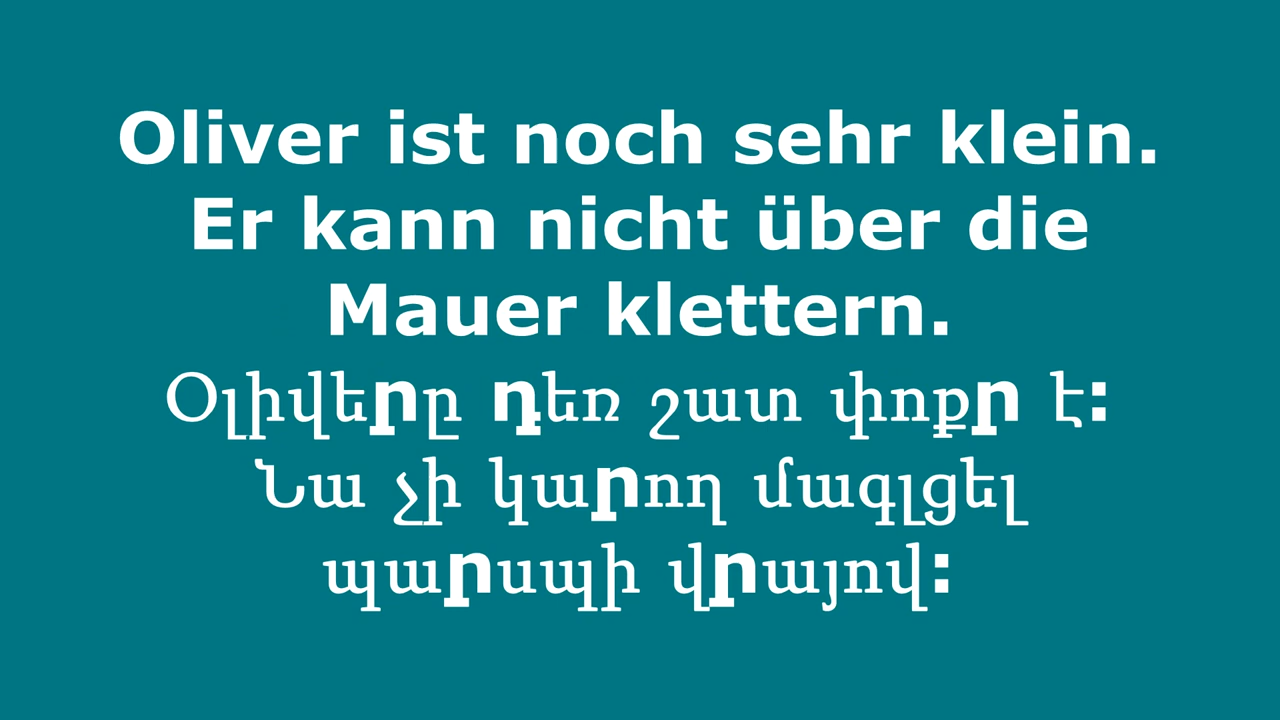 Oliver ist noch sehr klein.
Er kann nicht über die
Mauer klettern.
Օլիվերը դեռ շատ փոքր է:
Նա չի կարող մագլցել
պարսպի վրայով: